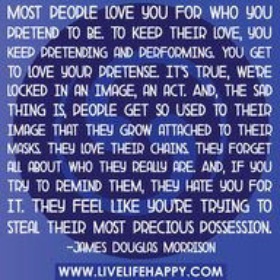 MOST PEOPLE LOVE YOU FOR WHO YOU
PRETEND TO BE. TO KEEP THEIR LOVE, YOU
KEEP PRETENDING AND PERFORMING. YOU GET
TO LOVE YOUR PRETENSE. IT'S TRUE, WE'RE
LOCKED IN AN IMAGE, AN ACT. AND, THE SAD
THING IS, PEOPLE GET SO USED TO THEIR
IMAGE THAT THEY GROW ATTACHED TO THEIR
MASKS. THEY LOVE THEIR CHAINS. THEY FORGET
ALL ABOUT WHO THEY REALLY ARE. AND, IF YOU
TRY TO REMIND THEM, THEY HATE YOU FOR
IT. THEY FEEL LIKE YOU'RE TRYING TO
STEAL THEIR MOST PRECIOUS POSSESSION.
-JAMES DOUGLAS MORRISON
WWW.LIVELIFEHAPPY.COM